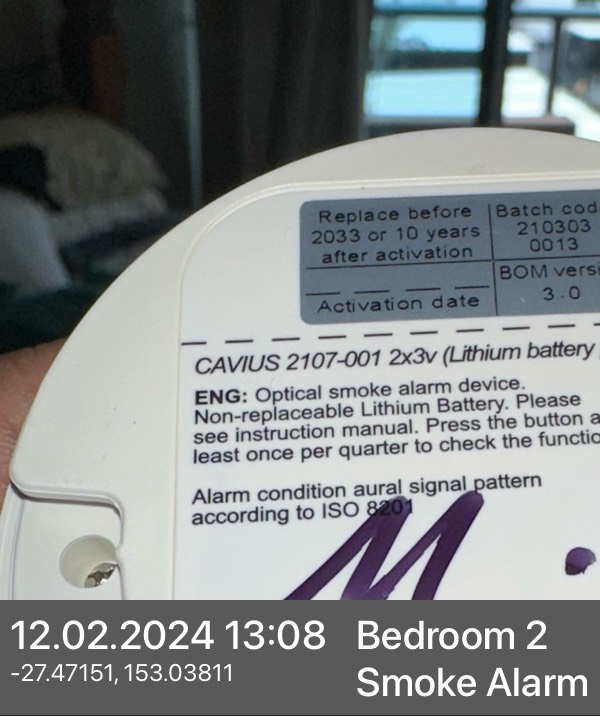 Replace before
2033 or 10 years
after activation
Activation date
Batch cod
210303
0013
BOM versi
3.0
CAVIUS 2107-001 2x3v (Lithium battery
ENG: Optical smoke alarm device.
Non-replaceable Lithium Battery. Please
see instruction manual. Press the button a
least once per quarter to check the functio
Alarm condition aural signal pattern
according to ISO 8201
M
12.02.2024 13:08
-27.47151, 153.03811
Bedroom 2
Smoke Alarm